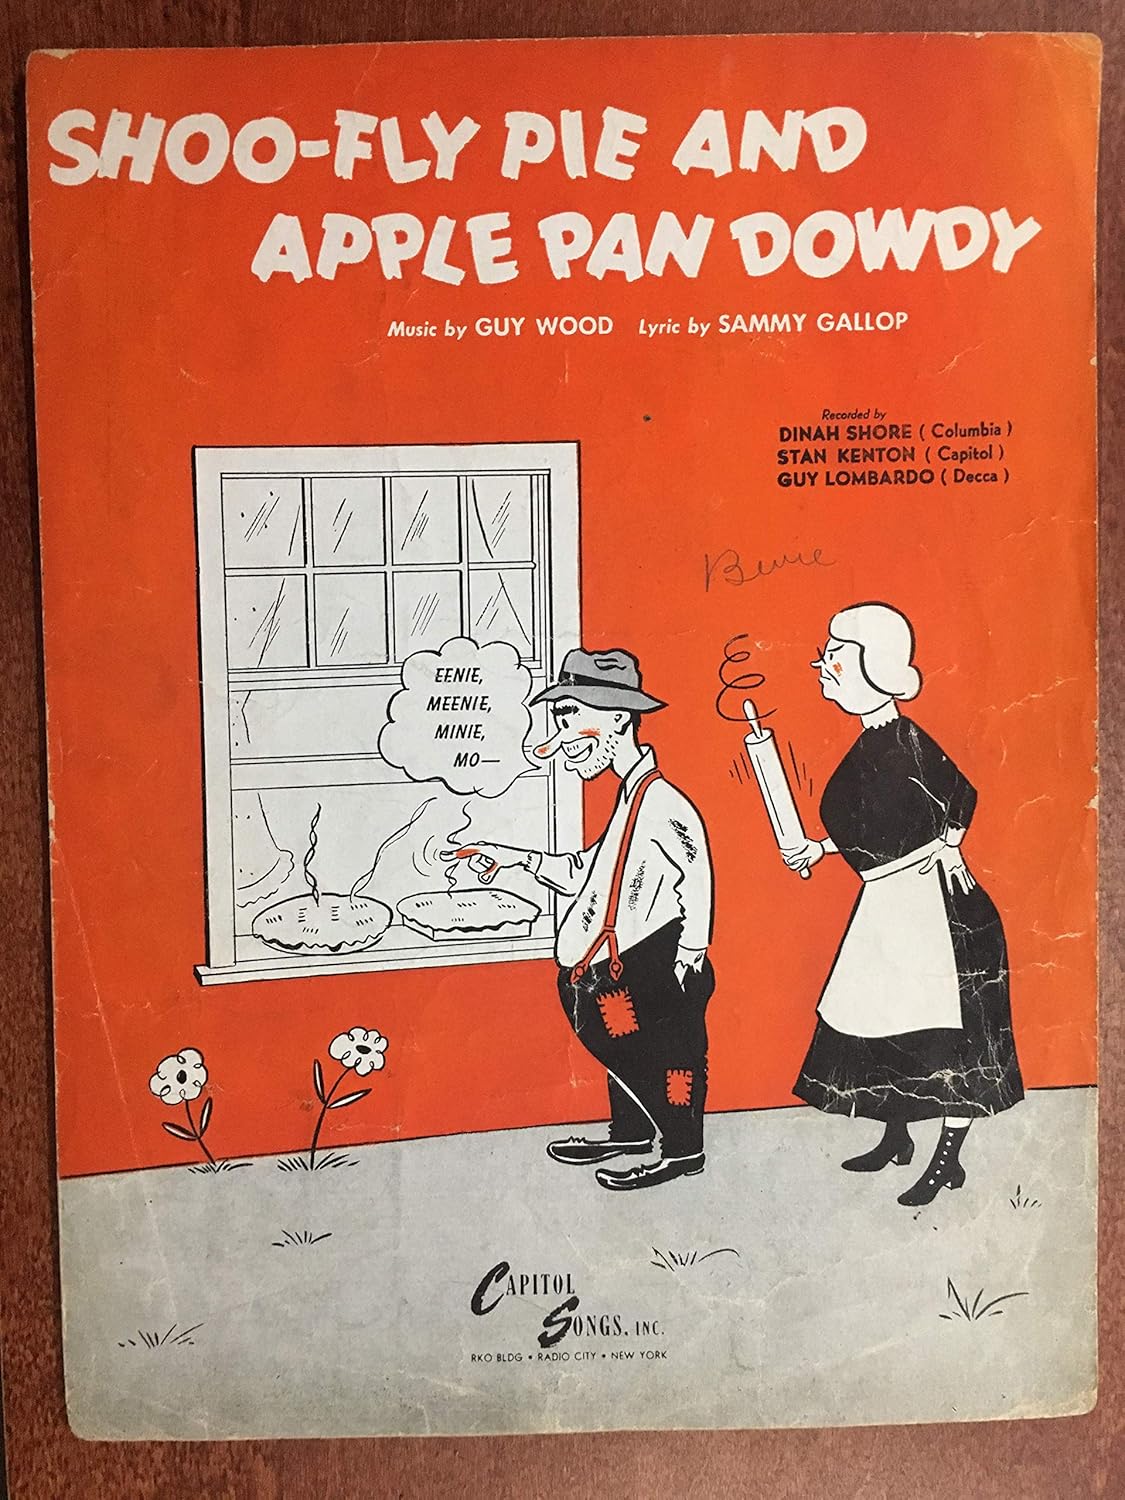 SHOO-FLY PIE AND
APPLE PAN DOWDY
Music by GUY WOOD Lyric by SAMMY GALLOP
Recorded by
DINAH SHORE ( Columbia )
STAN KENTON ( Capitol )
GUY LOMBARDO ( Decca )
EENIE,
MEENIE,
MINIE,
MO—
CAPITOL
SONGS, INC.
RKO BLDG • RADIO CITY • NEW YORK